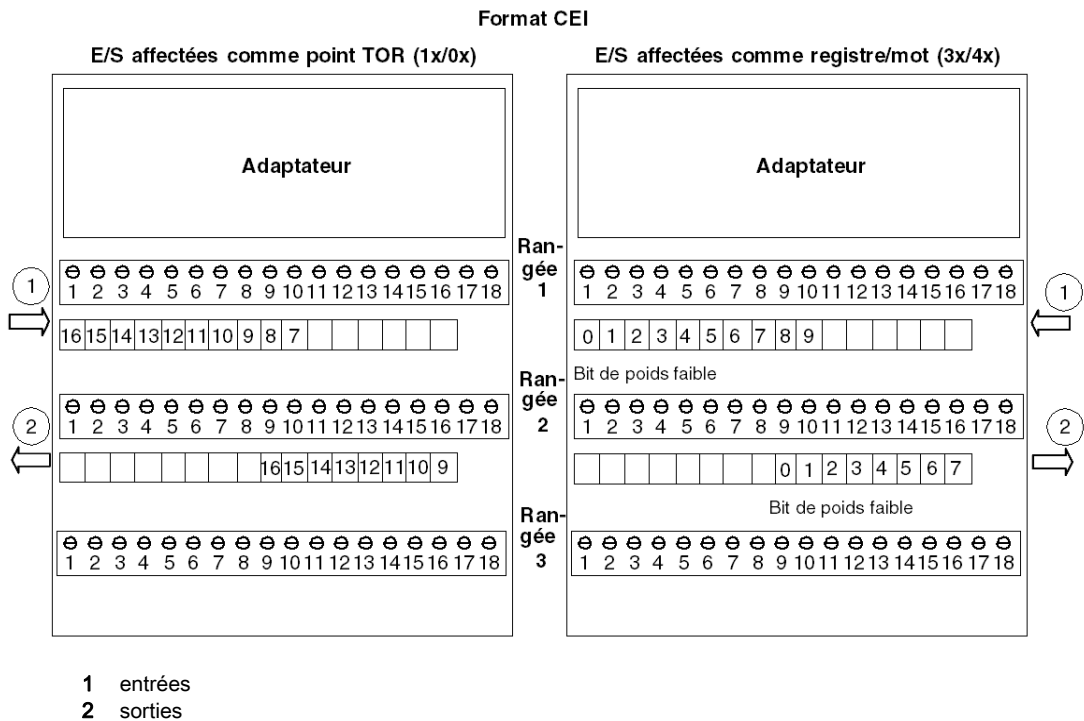 Format CEI
E/S affectées comme point TOR (1x/0x)
E/S affectées comme registre/mot (3x/4x)
Adaptateur
Adaptateur
Ran-
gée
1
1
1 2 3 4 5 6 7 8 9 10 11 12 13 14 15 16 17 18
1 2 3 4 5 6 7 8 9 10 11 12 13 14 15 16 17 18
1
16 15 14 13 12 11 10 9 8 7
0 1 2 3 4 5 6 7 8 9
Bit de poids faible
Ran-
gée
2
2
1 2 3 4 5 6 7 8 9 10 11 12 13 14 15 16 17 18
1 2 3 4 5 6 7 8 9 10 11 12 13 14 15 16 17 18
2
16 15 14 13 12 11 10 9
0 1 2 3 4 5 6 7
Bit de poids faible
Ran-
gée
3
1 2 3 4 5 6 7 8 9 10 11 12 13 14 15 16 17 18
1 2 3 4 5 6 7 8 9 10 11 12 13 14 15 16 17 18
1 entrées
2 sorties